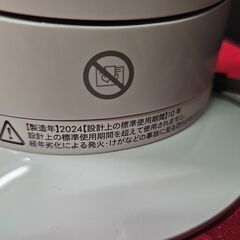 【製造年】2024【設計上の標準使用期間】10年
設計上の標準使用期間を超えて使用されますと、
経年劣化による発火・けがなどの事故に至る